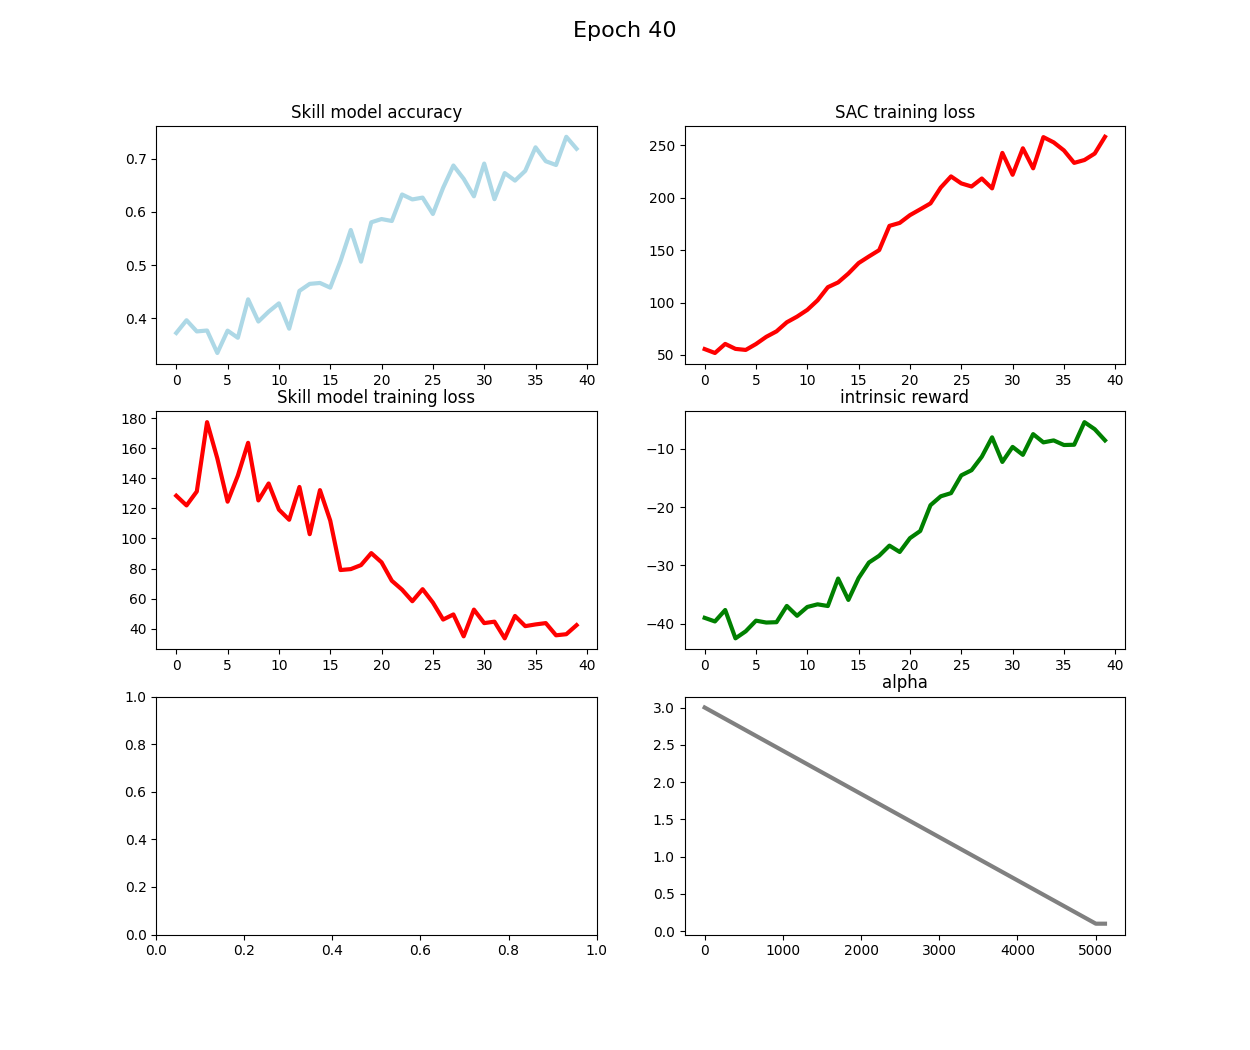 Epoch 40
Skill model accuracy
0.7
0.6
0.5
0.4
0 5 10 15 20 25 30 35 40
SAC training loss
250
200
150
100
50
0 5 10 15 20 25 30 35 40
Skill model training loss
180
160
140
120
100
80
60
40
0 5 10 15 20 25 30 35 40
intrinsic reward
−10
−20
−30
−40
0 5 10 15 20 25 30 35 40
1.0
0.8
0.6
0.4
0.2
0.0
0.0 0.2 0.4 0.6 0.8 1.0
alpha
3.0
2.5
2.0
1.5
1.0
0.5
0.0
0 1000 2000 3000 4000 5000